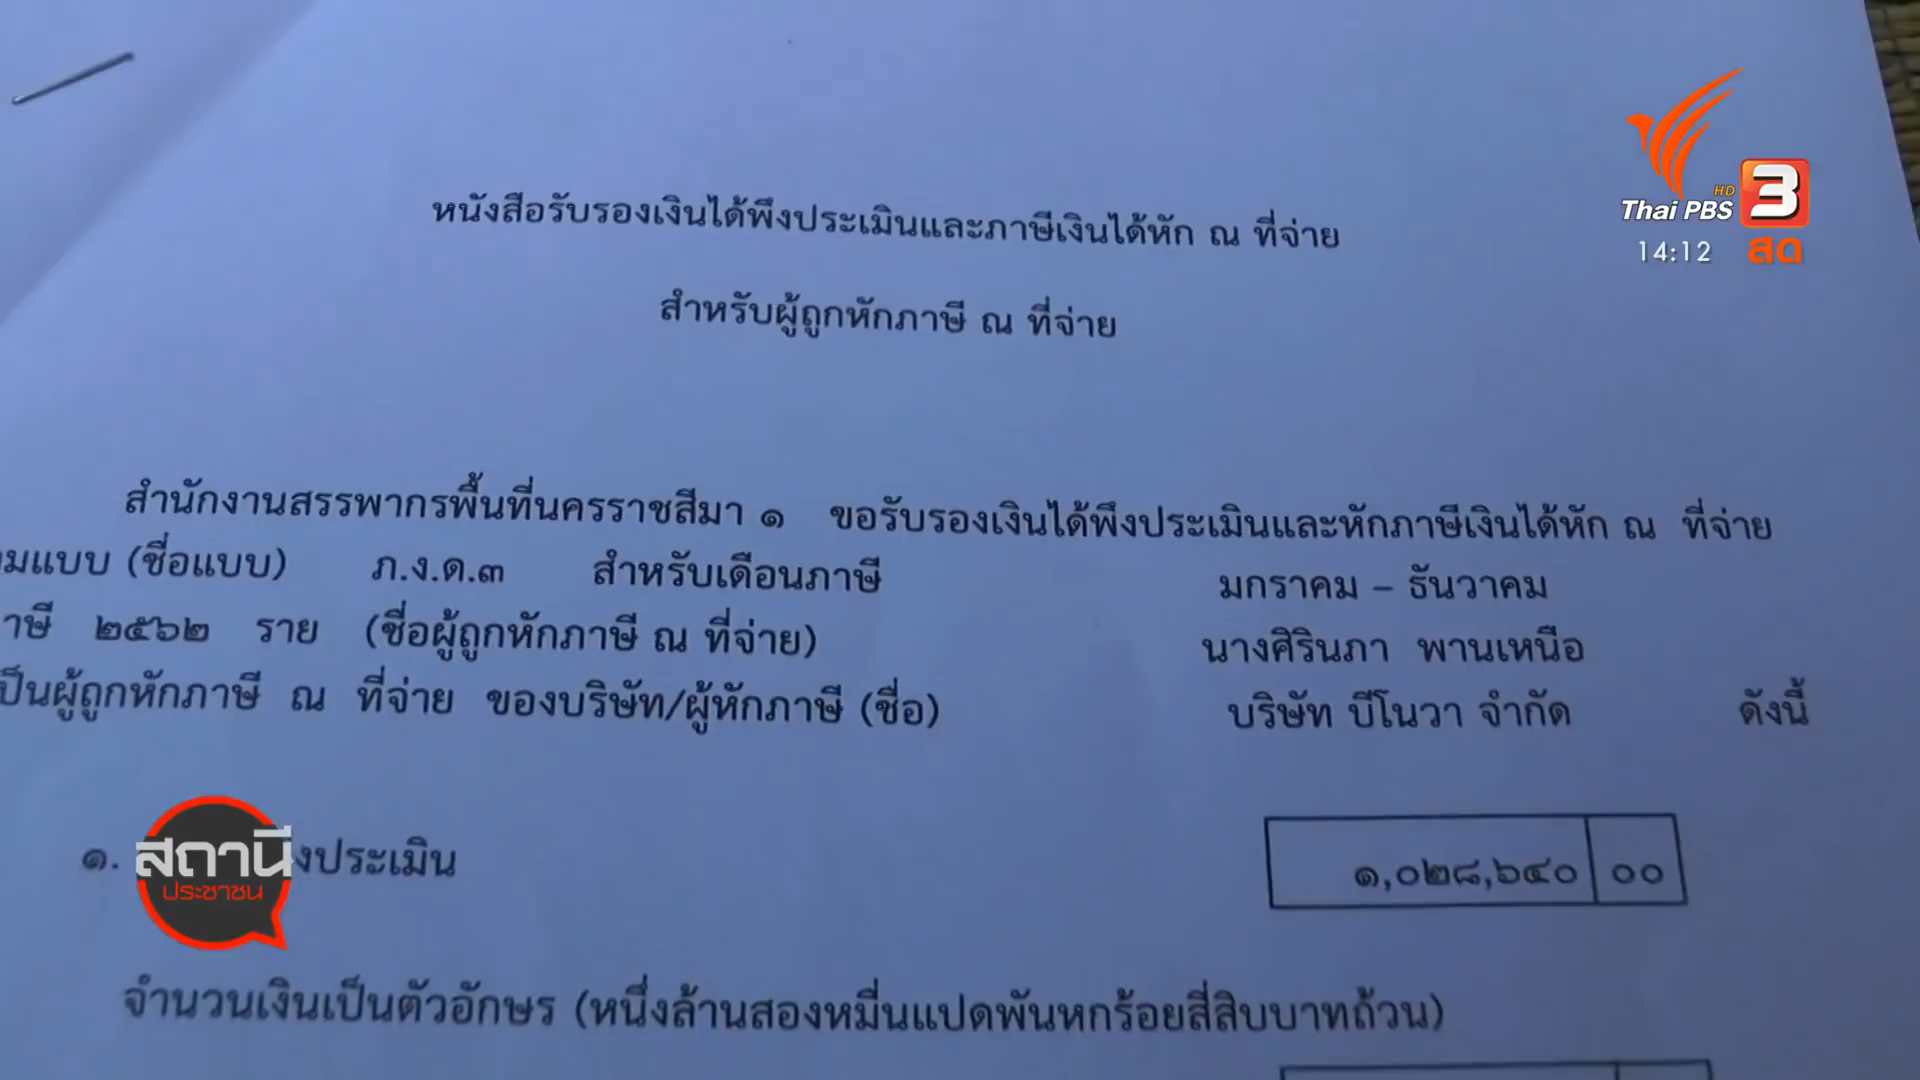 หนังสือรับรองเงินได้พึงประเมินและภาษีเงินได้หัก ณ ที่จ่าย
HD
Thai PBS 3
14:12 สด
สำหรับผู้ถูกหักภาษี ณ ที่จ่าย
สำนักงานสรรพากรพื้นที่นครราชสีมา ๑ ขอรับรองเงินได้พึงประเมินและหักภาษีเงินได้หัก ณ ที่จ่าย
ามแบบ (ชื่อแบบ) ภ.ง.ด.๓ สำหรับเดือนภาษี มกราคม – ธันวาคม
าษี ๒๕๖๒ ราย (ชื่อผู้ถูกหักภาษี ณ ที่จ่าย) นางศิรินภา พานเหนือ
ป็นผู้ถูกหักภาษี ณ ที่จ่าย ของบริษัท/ผู้หักภาษี (ชื่อ) บริษัท บีโนวา จำกัด ดังนี้
๑. งประเมิน ๑,๐๒๘,๖๔๐ ๐๐
สถานี
ประชาชน
จำนวนเงินเป็นตัวอักษร (หนึ่งล้านสองหมื่นแปดพันหกร้อยสี่สิบบาทถ้วน)